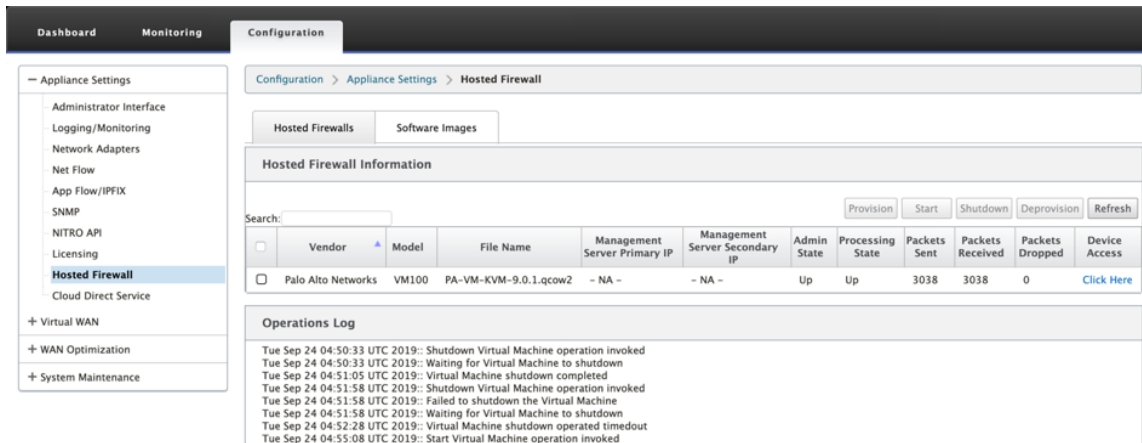 Dashboard Monitoring Configuration
− Appliance Settings
Administrator Interface
Logging/Monitoring
Network Adapters
Net Flow
App Flow/IPFIX
SNMP
NITRO API
Licensing
Hosted Firewall
Cloud Direct Service
+ Virtual WAN
+ WAN Optimization
+ System Maintenance
Configuration > Appliance Settings > Hosted Firewall
Hosted Firewalls Software Images
Hosted Firewall Information
Provision Start Shutdown Deprovision Refresh
Search:
Vendor Model File Name Management Server Primary IP Management Server Secondary IP Admin State Processing State Packets Sent Packets Received Packets Dropped Device Access
Palo Alto Networks VM100 PA-VM-KVM-9.0.1.qcow2 - NA - - NA - Up Up 3038 3038 0 Click Here
Operations Log
Tue Sep 24 04:50:33 UTC 2019:: Shutdown Virtual Machine operation invoked
Tue Sep 24 04:50:33 UTC 2019:: Waiting for Virtual Machine to shutdown
Tue Sep 24 04:51:05 UTC 2019:: Virtual Machine shutdown completed
Tue Sep 24 04:51:58 UTC 2019:: Shutdown Virtual Machine operation invoked
Tue Sep 24 04:51:58 UTC 2019:: Failed to shutdown the Virtual Machine
Tue Sep 24 04:51:58 UTC 2019:: Waiting for Virtual Machine to shutdown
Tue Sep 24 04:52:28 UTC 2019:: Virtual Machine shutdown operated timedout
Tue Sep 24 04:55:08 UTC 2019:: Start Virtual Machine operation invoked